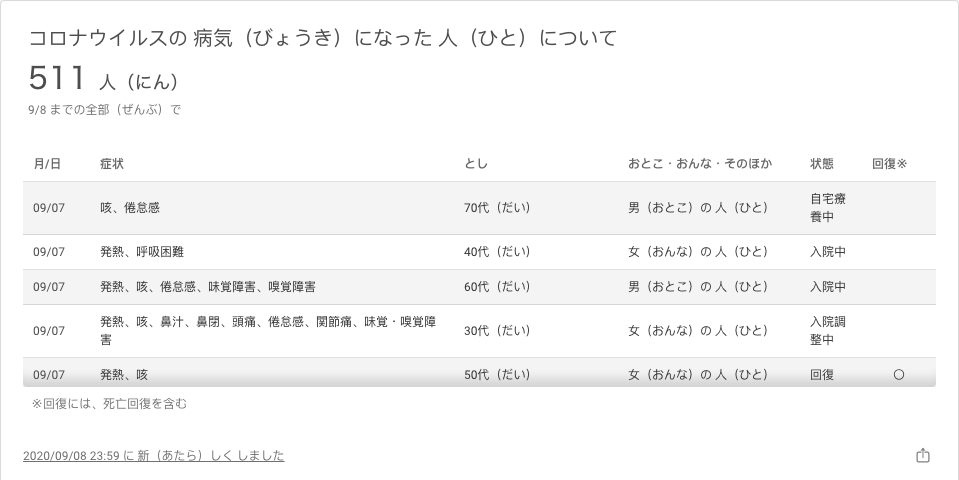 コロナウイルスの 病気（びょうき）になった 人（ひと）について
511 人（にん）
9/8 までの全部（ぜんぶ）で
月/日 症状 とし おとこ・おんな・そのほか 状態 回復※
09/07 咳、倦怠感 70代（だい） 男（おとこ）の 人（ひと） 自宅療
養中
09/07 発熱、呼吸困難 40代（だい） 女（おんな）の 人（ひと） 入院中
09/07 発熱、咳、倦怠感、味覚障害、嗅覚障害 60代（だい） 男（おとこ）の 人（ひと） 入院中
09/07 発熱、咳、鼻汁、鼻閉、頭痛、倦怠感、関節痛、味覚・嗅覚障 30代（だい） 女（おんな）の 人（ひと） 入院調
害 整中
09/07 発熱、咳 50代（だい） 女（おんな）の 人（ひと） 回復 〇
※回復には、死亡回復を含む
2020/09/08 23:59 に 新（あたら）しく しました